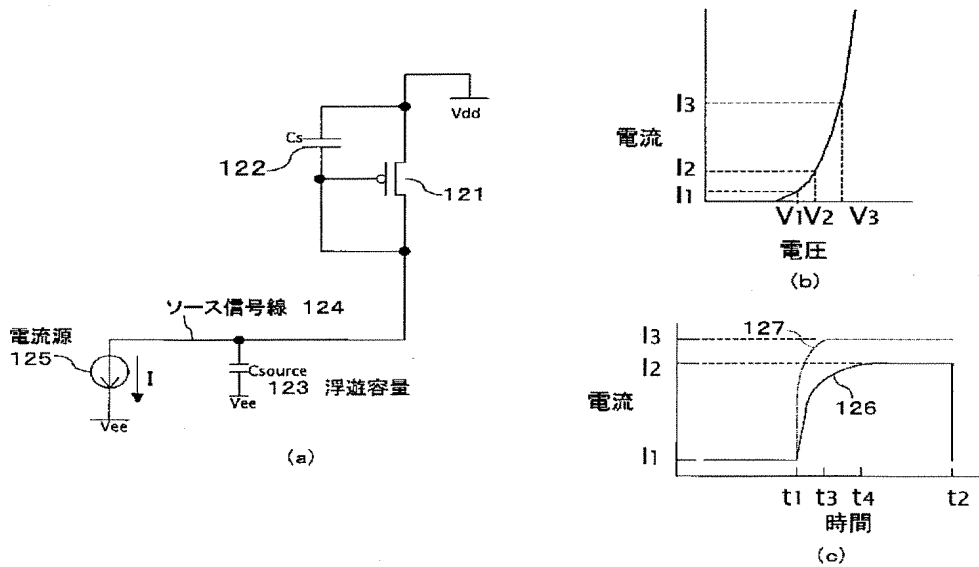 Vdd
Cs
122
121
ソース信号線 124
電流源
125
I
Csource
123 浮遊容量
Vee
Vee
(a)
I3
電流
I2
I1
V1 V2 V3
電圧
(b)
I3
127
I2
電流
126
I1
t1 t3 t4 t2
時間
(c)